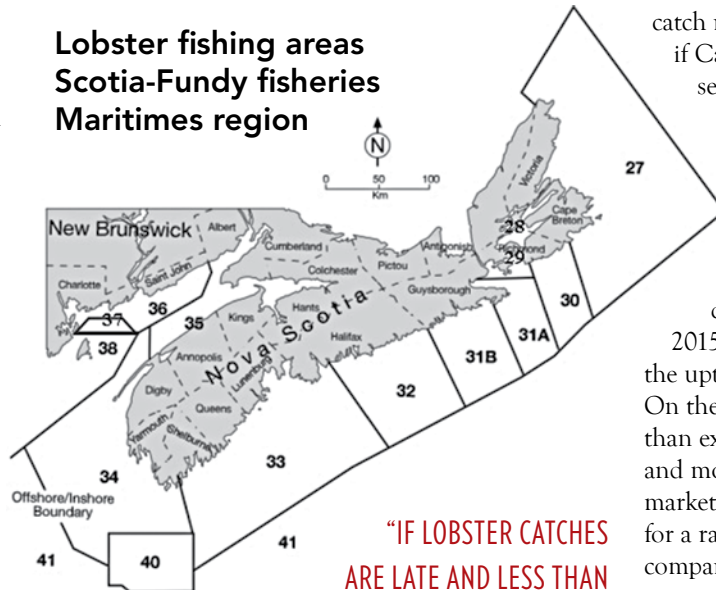 Lobster fishing areas
Scotia-Fundy fisheries
Maritimes region
N
0 50 100
Km
New Brunswick
Albert
Charlotte
Saint John
Cumberland
Colchester
Pictou
Antigonish
Guysborough
Victoria
Cape
Breton
Richmond
Hants
Kings
Halifax
Annopolis
Lunenburg
Digby
Queens
Yarmouth
Shelburne
Nova Scotia
27
28
29
30
31A
31B
32
33
34
35
36
37
38
40
41
41
Offshore/Inshore
Boundary
"IF LOBSTER CATCHES
ARE LATE AND LESS THAN
if Ca
se
2015
the upt
On the
than ex
and mo
market
for a ra
compar